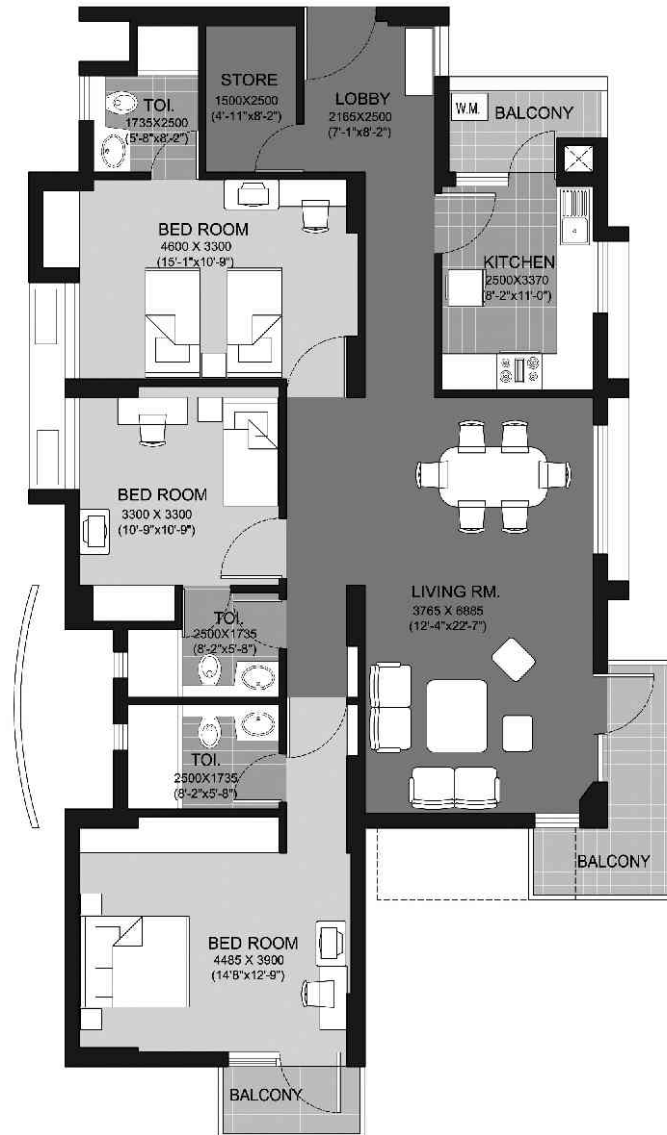 STORE
1500X2500
(4'-11"x8'-2")
LOBBY
2165X2500
(7'-1"x8'-2")
TOI.
1735X2500
(5'-8"x8'-2")
W.M.
BALCONY
BED ROOM
4600 X 3300
(15'-1"x10'-9")
KITCHEN
2500X3370
(8'-2"x11'-0")
BED ROOM
3300 X 3300
(10'-9"x10'-9")
LIVING RM.
3765 X 6885
(12'-4"x22'-7")
TOI.
2500X1735
(8'-2"x5'-8")
TOI.
2500X1735
(8'-2"x5'-8")
BALCONY
BED ROOM
4485 X 3900
(14'8"x12'-9")
BALCONY